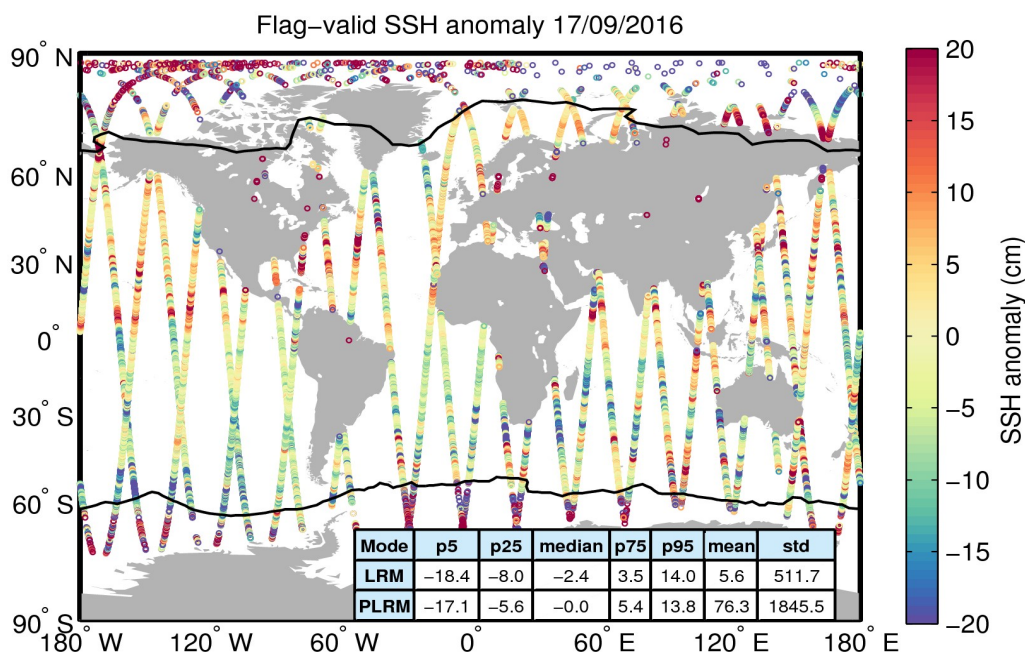 Flag−valid SSH anomaly 17/09/2016
90° N
60° N
30° N
0°
30° S
60° S
90° S
180° W
120° W
60° W
0°
60° E
120° E
180° E
Mode p5 p25 median p75 p95 mean std
LRM −18.4 −8.0 −2.4 3.5 14.0 5.6 511.7
PLRM −17.1 −5.6 −0.0 5.4 13.8 76.3 1845.5
20
15
10
5
0
−5
−10
−15
−20
SSH anomaly (cm)